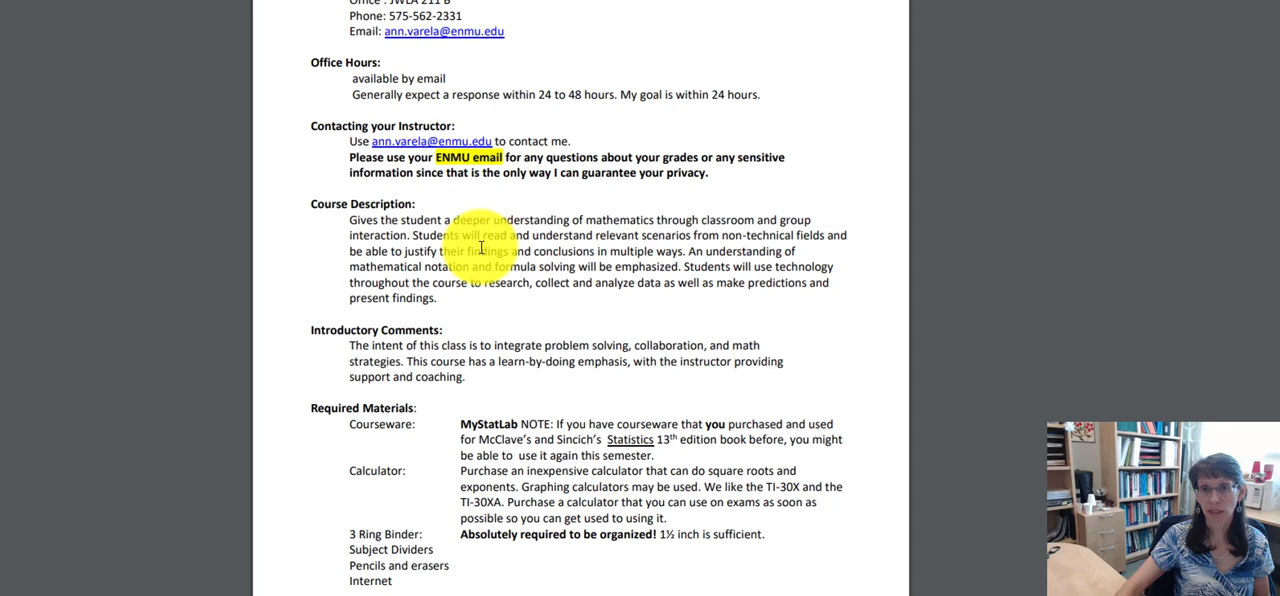 Office : JWLA 211 B
Phone: 575-562-2331
Email: ann.varela@enmu.edu
Office Hours:
available by email
Generally expect a response within 24 to 48 hours. My goal is within 24 hours.
Contacting your Instructor:
Use ann.varela@enmu.edu to contact me.
Please use your ENMU email for any questions about your grades or any sensitive
information since that is the only way I can guarantee your privacy.
Course Description:
Gives the student a deeper understanding of mathematics through classroom and group
interaction. Students will read and understand relevant scenarios from non-technical fields and
be able to justify their findings and conclusions in multiple ways. An understanding of
mathematical notation and formula solving will be emphasized. Students will use technology
throughout the course to research, collect and analyze data as well as make predictions and
present findings.
Introductory Comments:
The intent of this class is to integrate problem solving, collaboration, and math
strategies. This course has a learn-by-doing emphasis, with the instructor providing
support and coaching.
Required Materials:
Courseware: MyStatLab NOTE: If you have courseware that you purchased and used
for McClave's and Sincich's Statistics 13th edition book before, you might
be able to use it again this semester.
Calculator: Purchase an inexpensive calculator that can do square roots and
exponents. Graphing calculators may be used. We like the TI-30X and the
TI-30XA. Purchase a calculator that you can use on exams as soon as
possible so you can get used to using it.
3 Ring Binder: Absolutely required to be organized! 1½ inch is sufficient.
Subject Dividers
Pencils and erasers
Internet